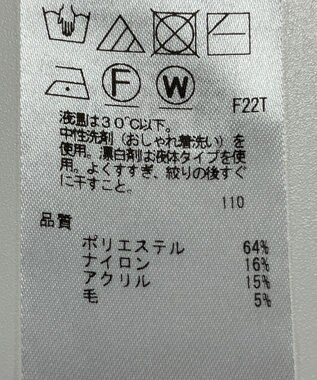 F W
F22T
液温は30℃以下。
中性洗剤(おしゃれ着洗い)を
使用。漂白剤は液体タイプを使
用。よくすすぎ、絞りの後すぐ
に干すこと。
110
品質
ポリエステル 64%
ナイロン 16%
アクリル 15%
毛 5%